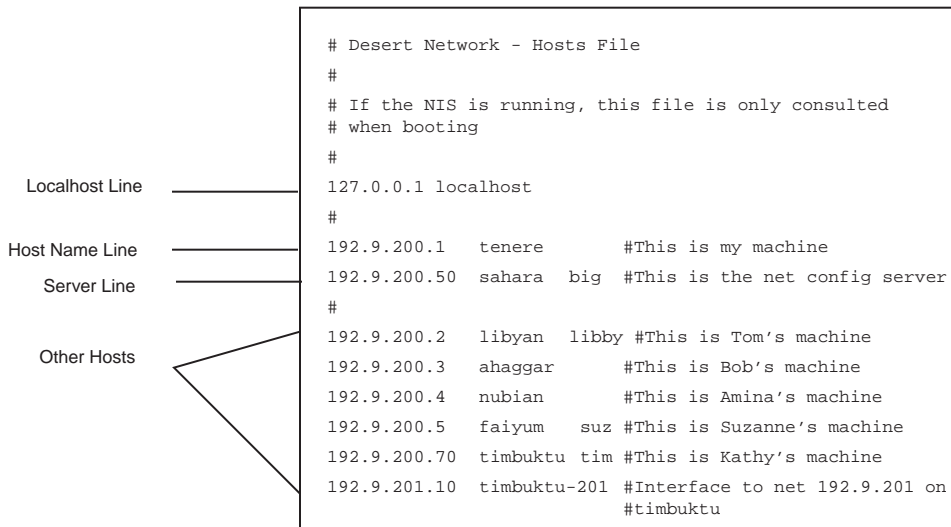 # Desert Network - Hosts File
#
# If the NIS is running, this file is only consulted
# when booting
#
Localhost Line
127.0.0.1 localhost
#
Host Name Line
192.9.200.1 tenere #This is my machine
Server Line
192.9.200.50 sahara big #This is the net config server
#
Other Hosts
192.9.200.2 libyan libby #This is Tom’s machine
192.9.200.3 ahaggar #This is Bob’s machine
192.9.200.4 nubian #This is Amina’s machine
192.9.200.5 faiyum suz #This is Suzanne’s machine
192.9.200.70 timbuktu tim #This is Kathy’s machine
192.9.201.10 timbuktu-201 #Interface to net 192.9.201 on
#timbuktu